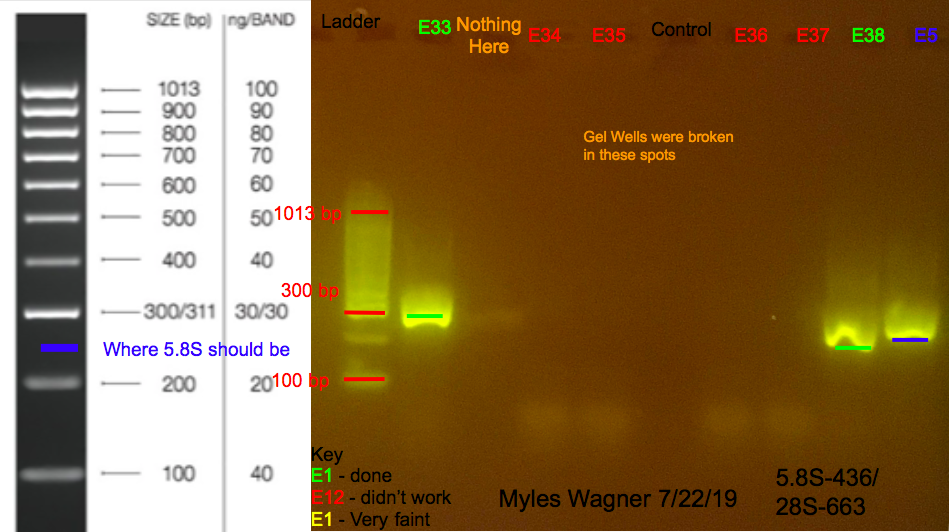 SIZE (bp) ng/BAND
1013 100
900 90
800 80
700 70
600 60
500 50
400 40
300/311 30/30
Where 5.8S should be
200 20
100 40
Ladder
E33
Nothing
Here
E34
E35
Control
E36
E37
E38
E5
Gel Wells were broken
in these spots
1013 bp
300 bp
100 bp
Key
E1 - done
E12 - didn't work
E1 - Very faint
Myles Wagner 7/22/19
5.8S-436/
28S-663